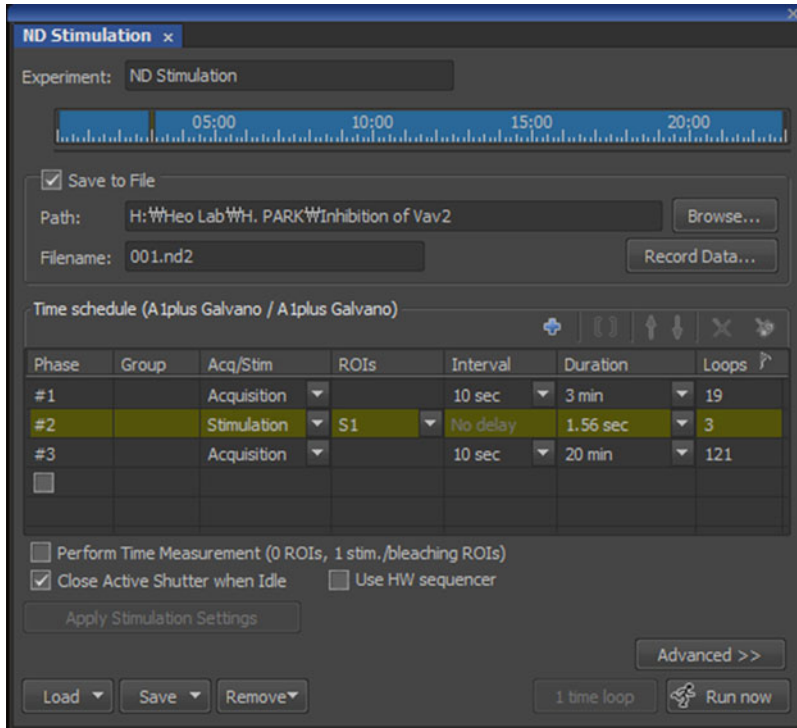 ND Stimulation x
Experiment: ND Stimulation
05:00 10:00 15:00 20:00
Save to File
Path: H:₩Heo Lab₩H. PARK₩Inhibition of Vav2 Browse...
Filename: 001.nd2 Record Data...
Time schedule (A1plus Galvano / A1plus Galvano)
Phase Group Acq/Stim ROIs Interval Duration Loops
#1 Acquisition 10 sec 3 min 19
#2 Stimulation S1 No delay 1.56 sec 3
#3 Acquisition 10 sec 20 min 121
Perform Time Measurement (0 ROIs, 1 stim./bleaching ROIs)
Close Active Shutter when Idle Use HW sequencer
Apply Stimulation Settings
Advanced >>
Load Save Remove 1 time loop Run now